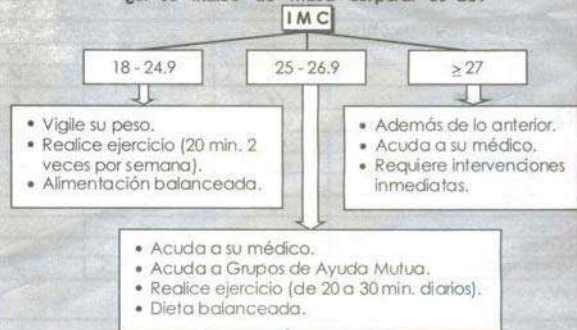 IMC
18 - 24.9
25 - 26.9
≥ 27
• Vigile su peso.
• Realice ejercicio (20 min. 2
veces por semana).
• Alimentación balanceada.
• Además de lo anterior.
• Acuda a su médico.
• Requiere intervenciones
inmediatas.
• Acuda a su médico.
• Acuda a Grupos de Ayuda Mutua.
• Realice ejercicio (de 20 a 30 min. diarios).
• Dieta balanceada.